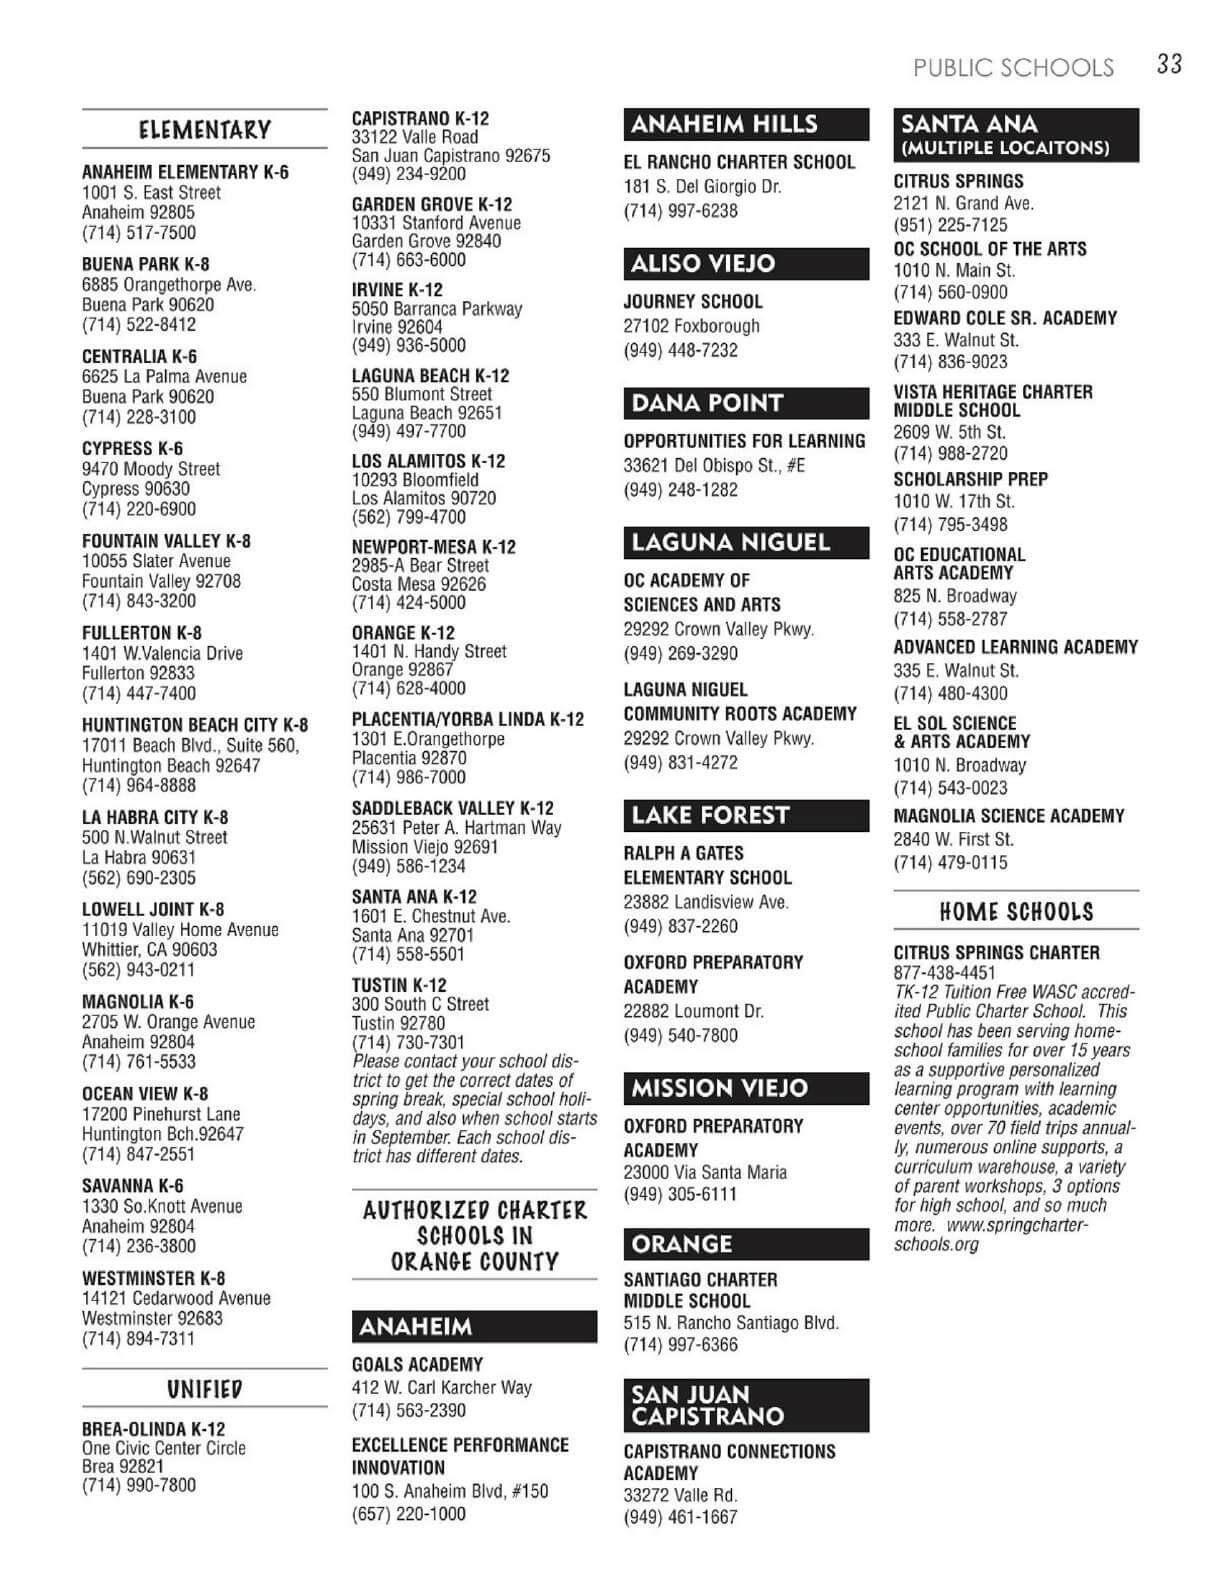 PUBLIC SCHOOLS 33
ELEMENTARY
ANAHEIM ELEMENTARY K-6
1001 S. East Street
Anaheim 92805
(714) 517-7500
BUENA PARK K-8
6885 Orangethorpe Ave.
Buena Park 90620
(714) 522-8412
CENTRALIA K-6
6625 La Palma Avenue
Buena Park 90620
(714) 228-3100
CYPRESS K-6
9470 Moody Street
Cypress 90630
(714) 220-6900
FOUNTAIN VALLEY K-8
10055 Slater Avenue
Fountain Valley 92708
(714) 843-3200
FULLERTON K-8
1401 W.Valencia Drive
Fullerton 92833
(714) 447-7400
HUNTINGTON BEACH CITY K-8
17011 Beach Blvd., Suite 560,
Huntington Beach 92647
(714) 964-8888
LA HABRA CITY K-8
500 N.Walnut Street
La Habra 90631
(562) 690-2305
LOWELL JOINT K-8
11019 Valley Home Avenue
Whittier, CA 90603
(562) 943-0211
MAGNOLIA K-6
2705 W. Orange Avenue
Anaheim 92804
(714) 761-5533
OCEAN VIEW K-8
17200 Pinehurst Lane
Huntington Bch.92647
(714) 847-2551
SAVANNA K-6
1330 So.Knott Avenue
Anaheim 92804
(714) 236-3800
WESTMINSTER K-8
14121 Cedarwood Avenue
Westminster 92683
(714) 894-7311
UNIFIED
BREA-OLINDA K-12
One Civic Center Circle
Brea 92821
(714) 990-7800
CAPISTRANO K-12
33122 Valle Road
San Juan Capistrano 92675
(949) 234-9200
GARDEN GROVE K-12
10331 Stanford Avenue
Garden Grove 92840
(714) 663-6000
IRVINE K-12
5050 Barranca Parkway
Irvine 92604
(949) 936-5000
LAGUNA BEACH K-12
550 Blumont Street
Laguna Beach 92651
(949) 497-7700
LOS ALAMITOS K-12
10293 Bloomfield
Los Alamitos 90720
(562) 799-4700
NEWPORT-MESA K-12
2985-A Bear Street
Costa Mesa 92626
(714) 424-5000
ORANGE K-12
1401 N. Handy Street
Orange 92867
(714) 628-4000
PLACENTIA/YORBA LINDA K-12
1301 E.Orangethorpe
Placentia 92870
(714) 986-7000
SADDLEBACK VALLEY K-12
25631 Peter A. Hartman Way
Mission Viejo 92691
(949) 586-1234
SANTA ANA K-12
1601 E. Chestnut Ave.
Santa Ana 92701
(714) 558-5501
TUSTIN K-12
300 South C Street
Tustin 92780
(714) 730-7301
Please contact your school dis-
trict to get the correct dates of
spring break, special school holi-
days, and also when school starts
in September. Each school dis-
trict has different dates.
AUTHORIZED CHARTER
SCHOOLS IN
ORANGE COUNTY
ANAHEIM
GOALS ACADEMY
412 W. Carl Karcher Way
(714) 563-2390
EXCELLENCE PERFORMANCE
INNOVATION
100 S. Anaheim Blvd, #150
(657) 220-1000
ANAHEIM HILLS
EL RANCHO CHARTER SCHOOL
181 S. Del Giorgio Dr.
(714) 997-6238
ALISO VIEJO
JOURNEY SCHOOL
27102 Foxborough
(949) 448-7232
DANA POINT
OPPORTUNITIES FOR LEARNING
33621 Del Obispo St., #E
(949) 248-1282
LAGUNA NIGUEL
OC ACADEMY OF
SCIENCES AND ARTS
29292 Crown Valley Pkwy.
(949) 269-3290
LAGUNA NIGUEL
COMMUNITY ROOTS ACADEMY
29292 Crown Valley Pkwy.
(949) 831-4272
LAKE FOREST
RALPH A GATES
ELEMENTARY SCHOOL
23882 Landisview Ave.
(949) 837-2260
OXFORD PREPARATORY
ACADEMY
22882 Loumont Dr.
(949) 540-7800
MISSION VIEJO
OXFORD PREPARATORY
ACADEMY
23000 Via Santa Maria
(949) 305-6111
ORANGE
SANTIAGO CHARTER
MIDDLE SCHOOL
515 N. Rancho Santiago Blvd.
(714) 997-6366
SAN JUAN
CAPISTRANO
CAPISTRANO CONNECTIONS
ACADEMY
33272 Valle Rd.
(949) 461-1667
SANTA ANA
(MULTIPLE LOCAITONS)
CITRUS SPRINGS
2121 N. Grand Ave.
(951) 225-7125
OC SCHOOL OF THE ARTS
1010 N. Main St.
(714) 560-0900
EDWARD COLE SR. ACADEMY
333 E. Walnut St.
(714) 836-9023
VISTA HERITAGE CHARTER
MIDDLE SCHOOL
2609 W. 5th St.
(714) 988-2720
SCHOLARSHIP PREP
1010 W. 17th St.
(714) 795-3498
OC EDUCATIONAL
ARTS ACADEMY
825 N. Broadway
(714) 558-2787
ADVANCED LEARNING ACADEMY
335 E. Walnut St.
(714) 480-4300
EL SOL SCIENCE
& ARTS ACADEMY
1010 N. Broadway
(714) 543-0023
MAGNOLIA SCIENCE ACADEMY
2840 W. First St.
(714) 479-0115
HOME SCHOOLS
CITRUS SPRINGS CHARTER
877-438-4451
TK-12 Tuition Free WASC accred-
ited Public Charter School. This
school has been serving home-
school families for over 15 years
as a supportive personalized
learning program with learning
center opportunities, academic
events, over 70 field trips annual-
ly, numerous online supports, a
curriculum warehouse, a variety
of parent workshops, 3 options
for high school, and so much
more. www.springcharter-
schools.org